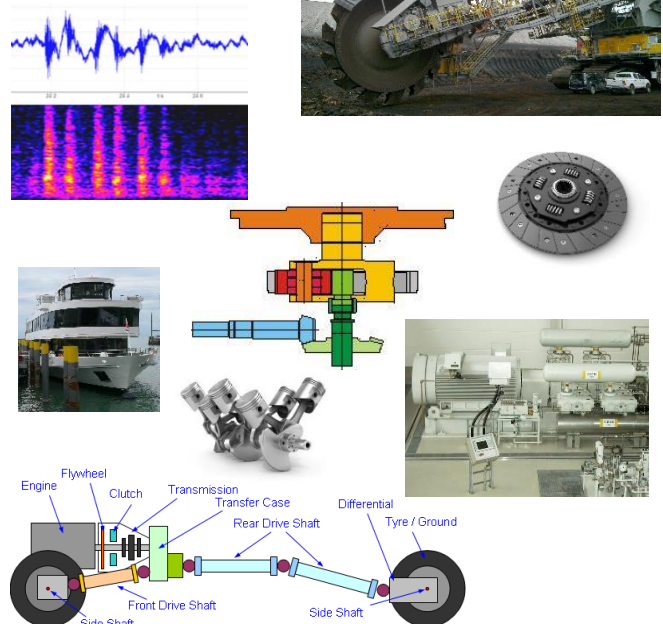 Flywheel
Engine
Clutch
Transmission
Transfer Case
Rear Drive Shaft
Differential
Tyre / Ground
Front Drive Shaft
Side Shaft
Side Shaft